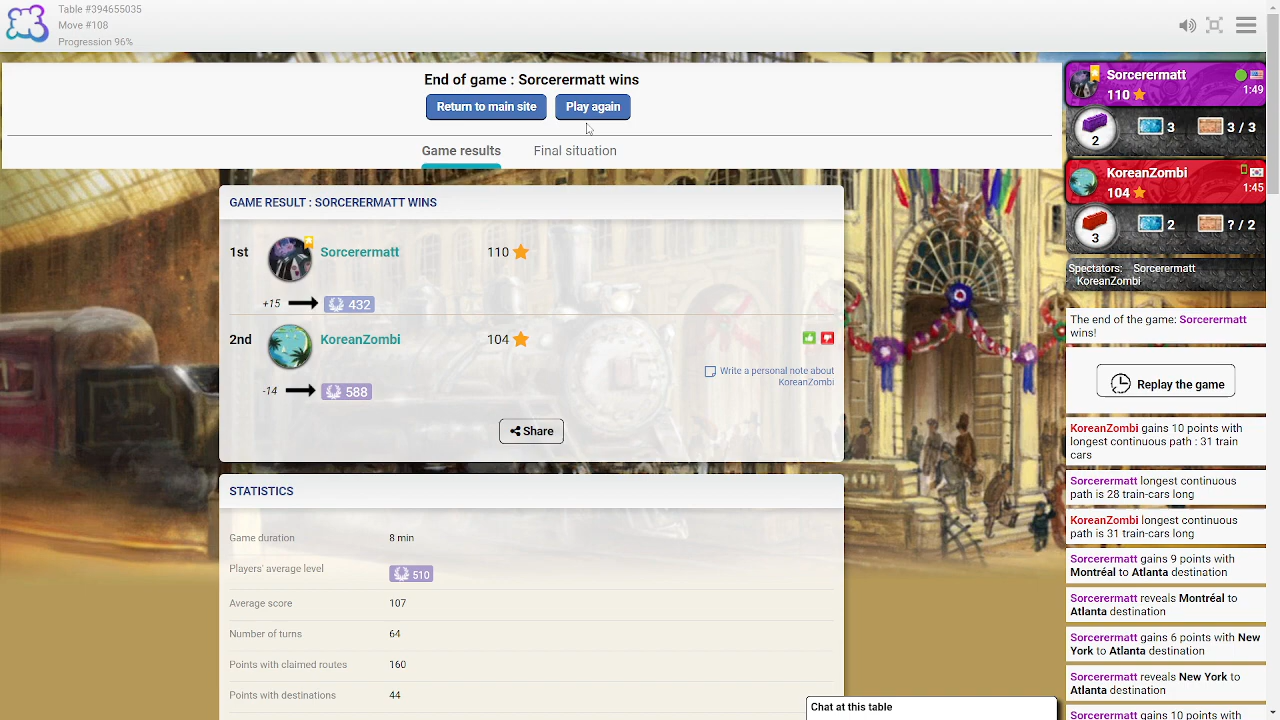 Table #394655035
Move #108
Progression 96%
End of game : Sorcerermatt wins
Return to main site
Play again
Game results
Final situation
GAME RESULT : SORCERERMATT WINS
1st
Sorcerermatt
110
+15
432
2nd
KoreanZombi
104
-14
588
Write a personal note about
KoreanZombi
Share
STATISTICS
Game duration
8 min
Players' average level
510
Average score
107
Number of turns
64
Points with claimed routes
160
Points with destinations
44
Sorcerermatt
110
1:49
2
3
3 / 3
KoreanZombi
104
1:45
3
2
? / 2
Spectators: Sorcerermatt
KoreanZombi
The end of the game: Sorcerermatt
wins!
Replay the game
KoreanZombi gains 10 points with
longest continuous path : 31 train
cars
Sorcerermatt longest continuous
path is 28 train-cars long
KoreanZombi longest continuous
path is 31 train-cars long
Sorcerermatt gains 9 points with
Montréal to Atlanta destination
Sorcerermatt reveals Montréal to
Atlanta destination
Sorcerermatt gains 6 points with New
York to Atlanta destination
Sorcerermatt reveals New York to
Atlanta destination
Sorcerermatt gains 10 points with
Chat at this table